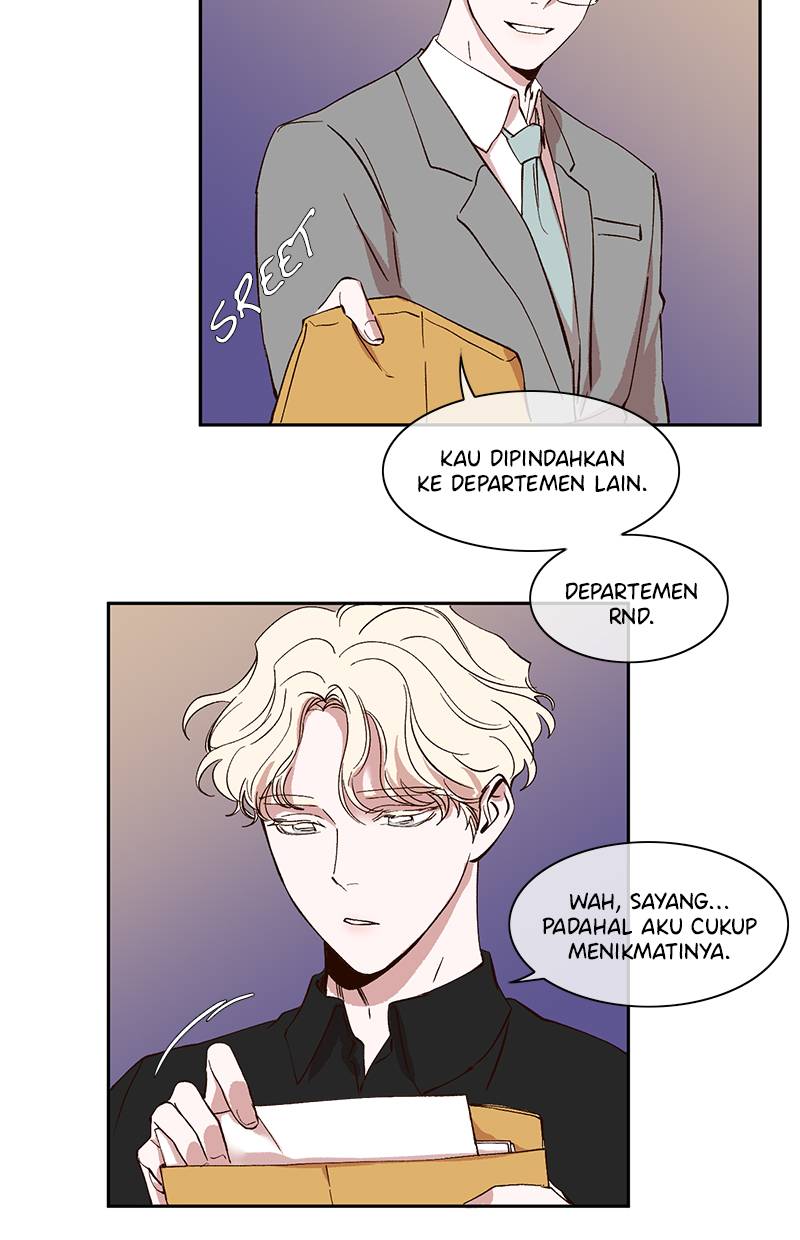 SREET
KAU DIPINDAHKAN
KE DEPARTEMEN LAIN.
DEPARTEMEN
RND.
WAH, SAYANG...
PADAHAL AKU CUKUP
MENIKMATINYA.